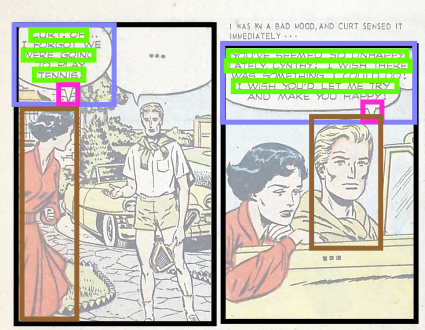 CURT! OH...
I FORGOT WE
WERE GOING
TO PLAY
TENNIS!
...
I WAS IN A BAD MOOD, AND CURT SENSED IT
IMMEDIATELY...
YOU'VE SEEMED SO UNHAPPY
LATELY, CYNTHY! I WISH THERE
WAS SOMETHING I COULD DO!
I WISH YOU'D LET ME TRY
AND MAKE YOU HAPPY!
...